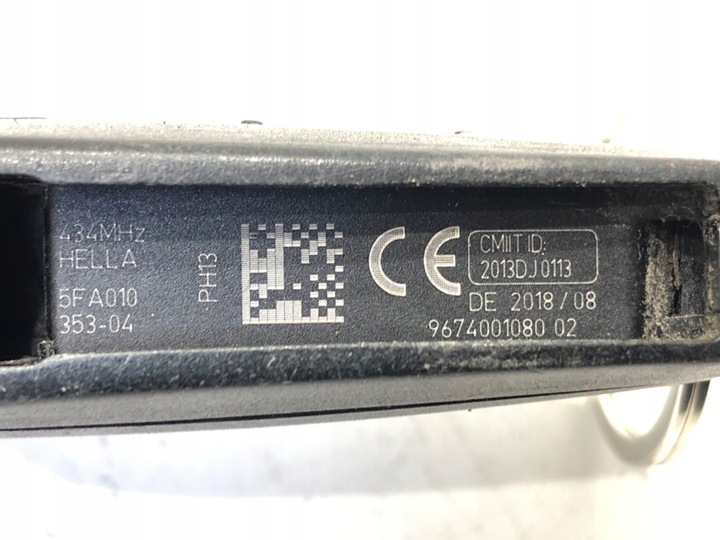 434MHz
HELLA
5FA010
353-04
PH13
CE
CMIIT ID:
2013DJ0113
DE 2018/08
9674001080 02